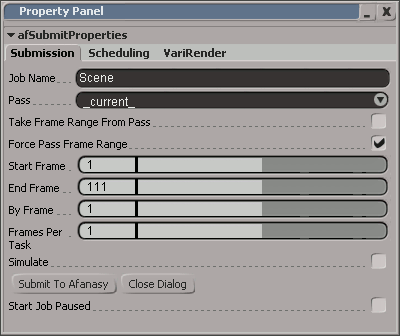 Property Panel
afSubmitProperties
Submission Scheduling VariRender
Job Name Scene
Pass _current_
Take Frame Range From Pass
Force Pass Frame Range
Start Frame 1
End Frame 111
By Frame 1
Frames Per Task 1
Simulate
Submit To Afanasy Close Dialog
Start Job Paused